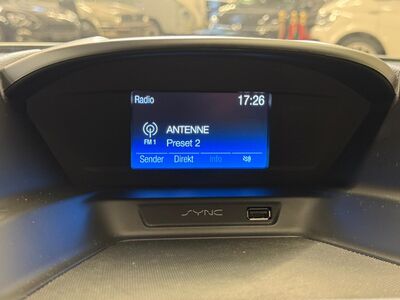 Radio 17:26
ANTENNE
FM 1 Preset 2
Sender Direkt Info
SYNC